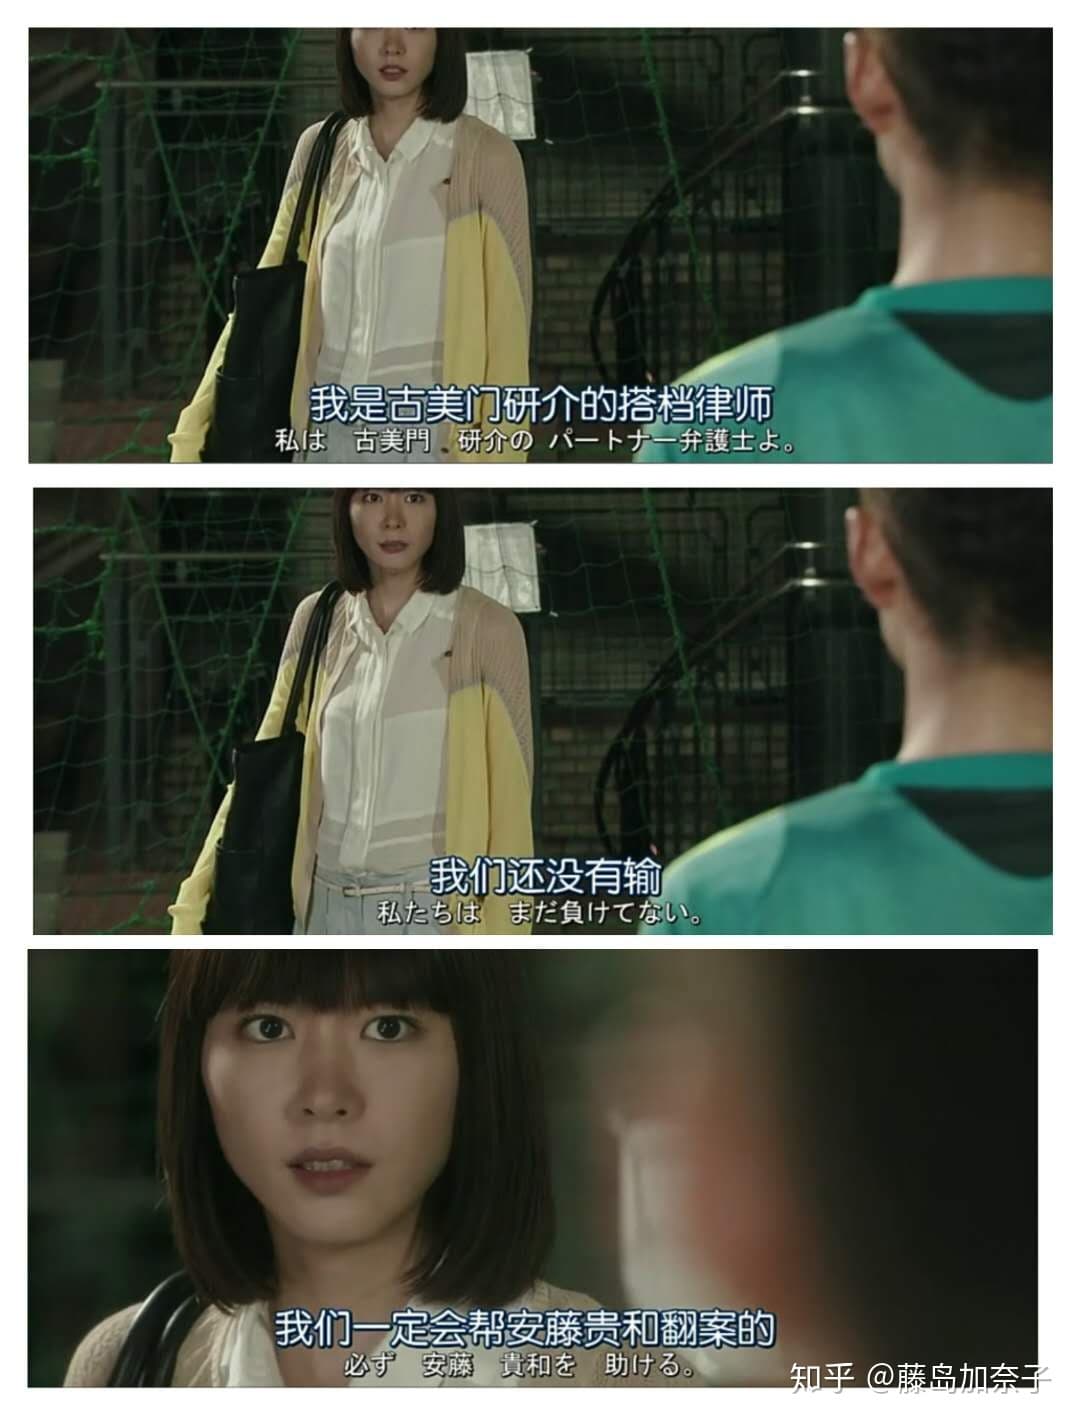 我是古美门研介的搭档律师
私は 古美門 研介の パートナー弁護士よ。
我们还没有输
私たちは まだ負けてない。
我们一定会帮安藤贵和翻案的
必ず 安藤 貴和を 助ける。
知乎 @藤岛加奈子